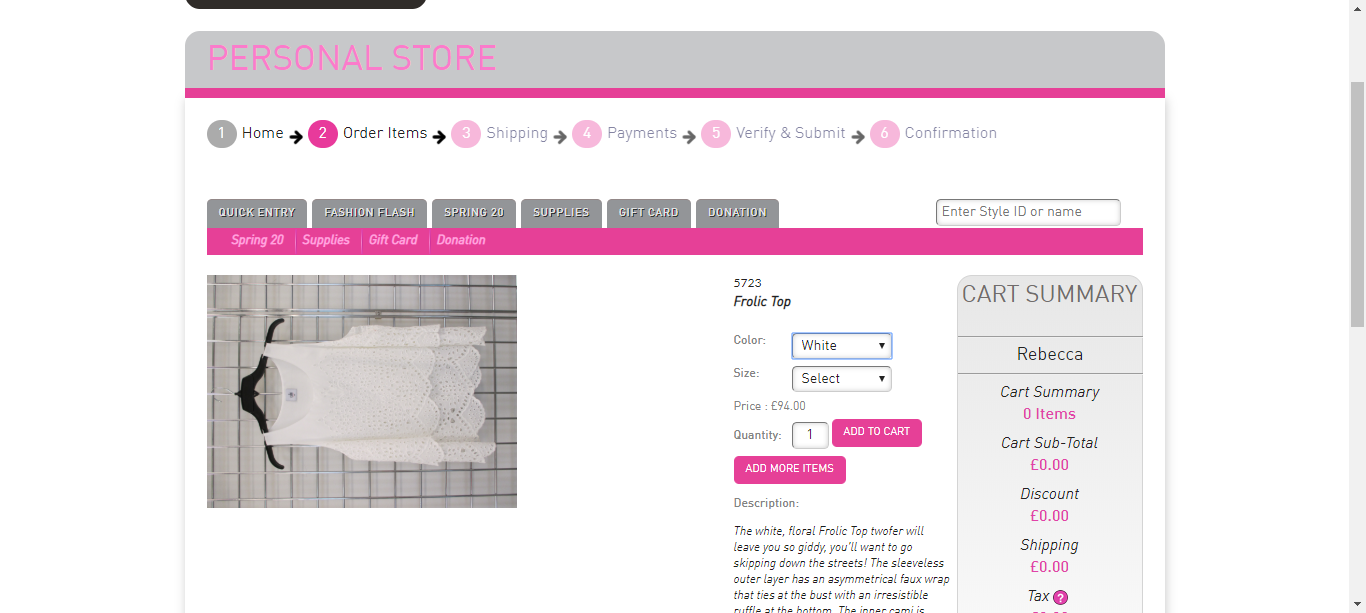 PERSONAL STORE
1 Home 2 Order Items 3 Shipping 4 Payments 5 Verify & Submit 6 Confirmation
QUICK ENTRY FASHION FLASH SPRING 20 SUPPLIES GIFT CARD DONATION
Enter Style ID or name
Spring 20 Supplies Gift Card Donation
5723
Frolic Top
Color: White
Size: Select
Price : £94.00
Quantity: 1 ADD TO CART
ADD MORE ITEMS
Description:
The white, floral Frolic Top twofer will
leave you so giddy, you'll want to go
skipping down the streets! The sleeveless
outer layer has an asymmetrical faux wrap
that ties at the bust with an irresistible
ruffle at the bottom. The inner cami is
CART SUMMARY
Rebecca
Cart Summary
0 Items
Cart Sub-Total
£0.00
Discount
£0.00
Shipping
£0.00
Tax ?